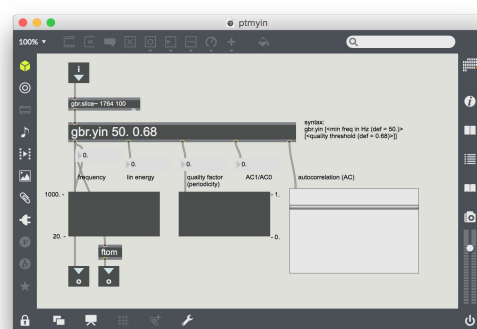 ptmyin
100%
i
gbr.slice~ 1764 100
gbr.yin 50. 0.68
syntax:
gbr.yin [<min freq in Hz (def = 50.)>
[<quality threshold (def = 0.68)>]]
0.
0.
0.
0.
frequency
lin energy
quality factor
(periodicity)
AC1/AC0
autocorrelation (AC)
1000. -
20. -
- 1.
- 0.
ftom
o
o